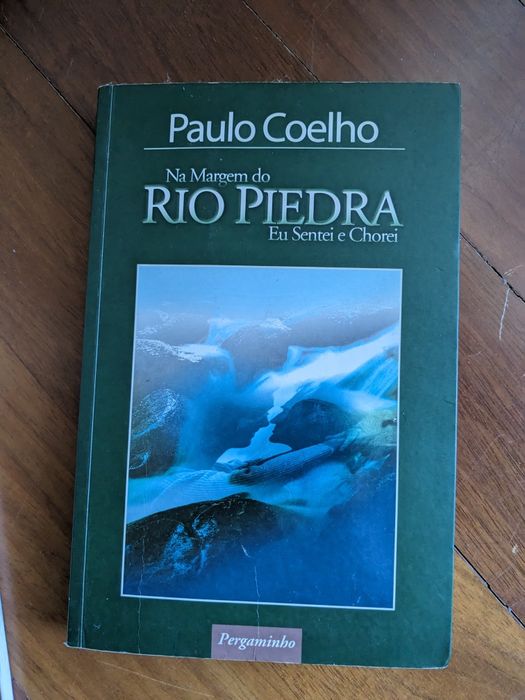 Paulo Coelho
Na Margem do
RIO PIEDRA
Eu Sentei e Chorei
Pergaminho